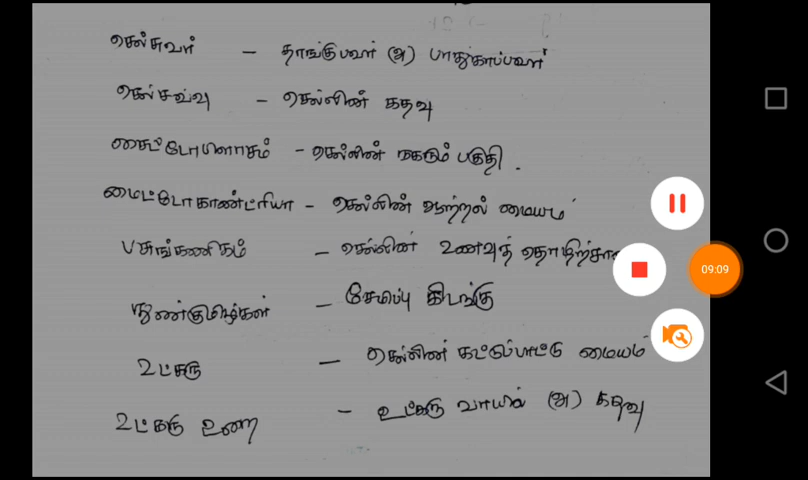 செல்சுவர் - தாங்குபவர் (அ) பாதுகாப்பவர்
செல்சவ்வு - செல்லின் கதவு
சைட்டோபிளாசம் - செல்லின் நகரும் பகுதி.
மைட்டோகாண்ட்ரியா - செல்லின் ஆற்றல் மையம்
பசுங்கணிகம் - செல்லின் உணவுத் தொழிற்சா
நுண்குமிழ்கள் - சேமிப்பு கிடங்கு
உட்கரு - செல்லின் கட்டுப்பாட்டு மையம்
உட்கரு உறை - உட்கரு வாயில் (அ) கதவு
09:09